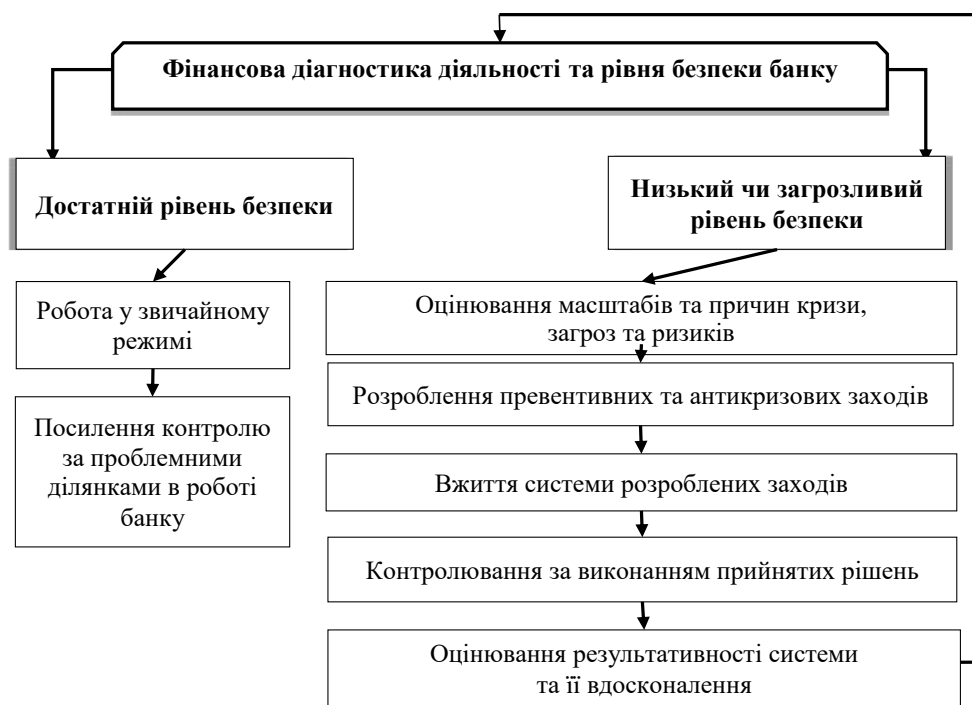 Фінансова діагностика діяльності та рівня безпеки банку
Достатній рівень безпеки
Низький чи загрозливий
рівень безпеки
Робота у звичайному
режимі
Посилення контролю
за проблемними
ділянками в роботі
банку
Оцінювання масштабів та причин кризи,
загроз та ризиків
Розроблення превентивних та антикризових заходів
Вжиття системи розроблених заходів
Контролювання за виконанням прийнятих рішень
Оцінювання результативності системи
та її вдосконалення